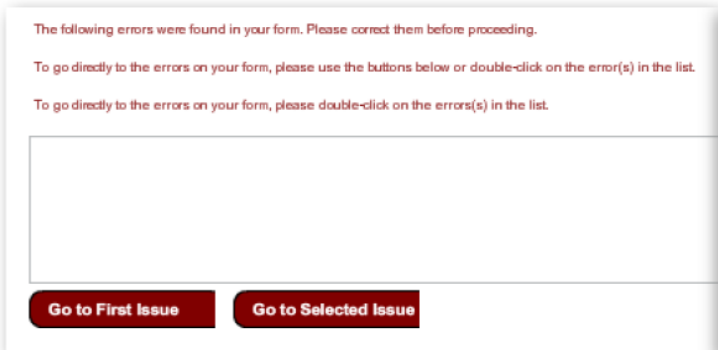 The following errors were found in your form. Please correct them before proceeding.
To go directly to the errors on your form, please use the buttons below or double-click on the error(s) in the list.
To go directly to the errors on your form, please double-click on the errors(s) in the list.
Go to First Issue
Go to Selected Issue